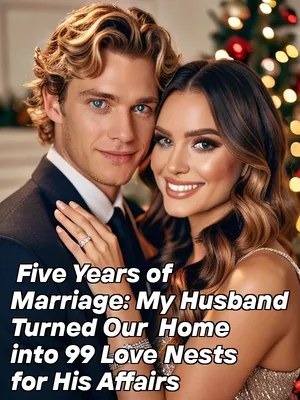 Five Years of
Marriage: My Husband
Turned Our Home
into 99 Love Nests
for His Affairs